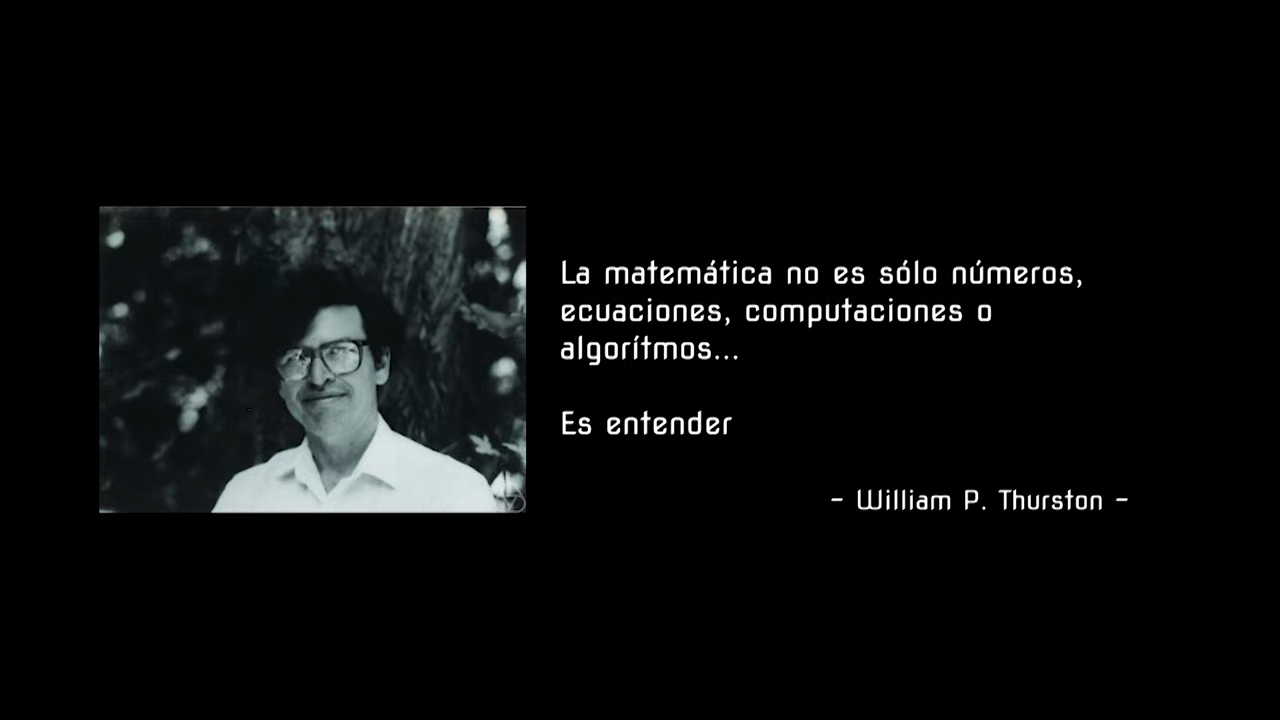 La matemática no es sólo números,
ecuaciones, computaciones o
algorítmos...
Es entender
- William P. Thurston -